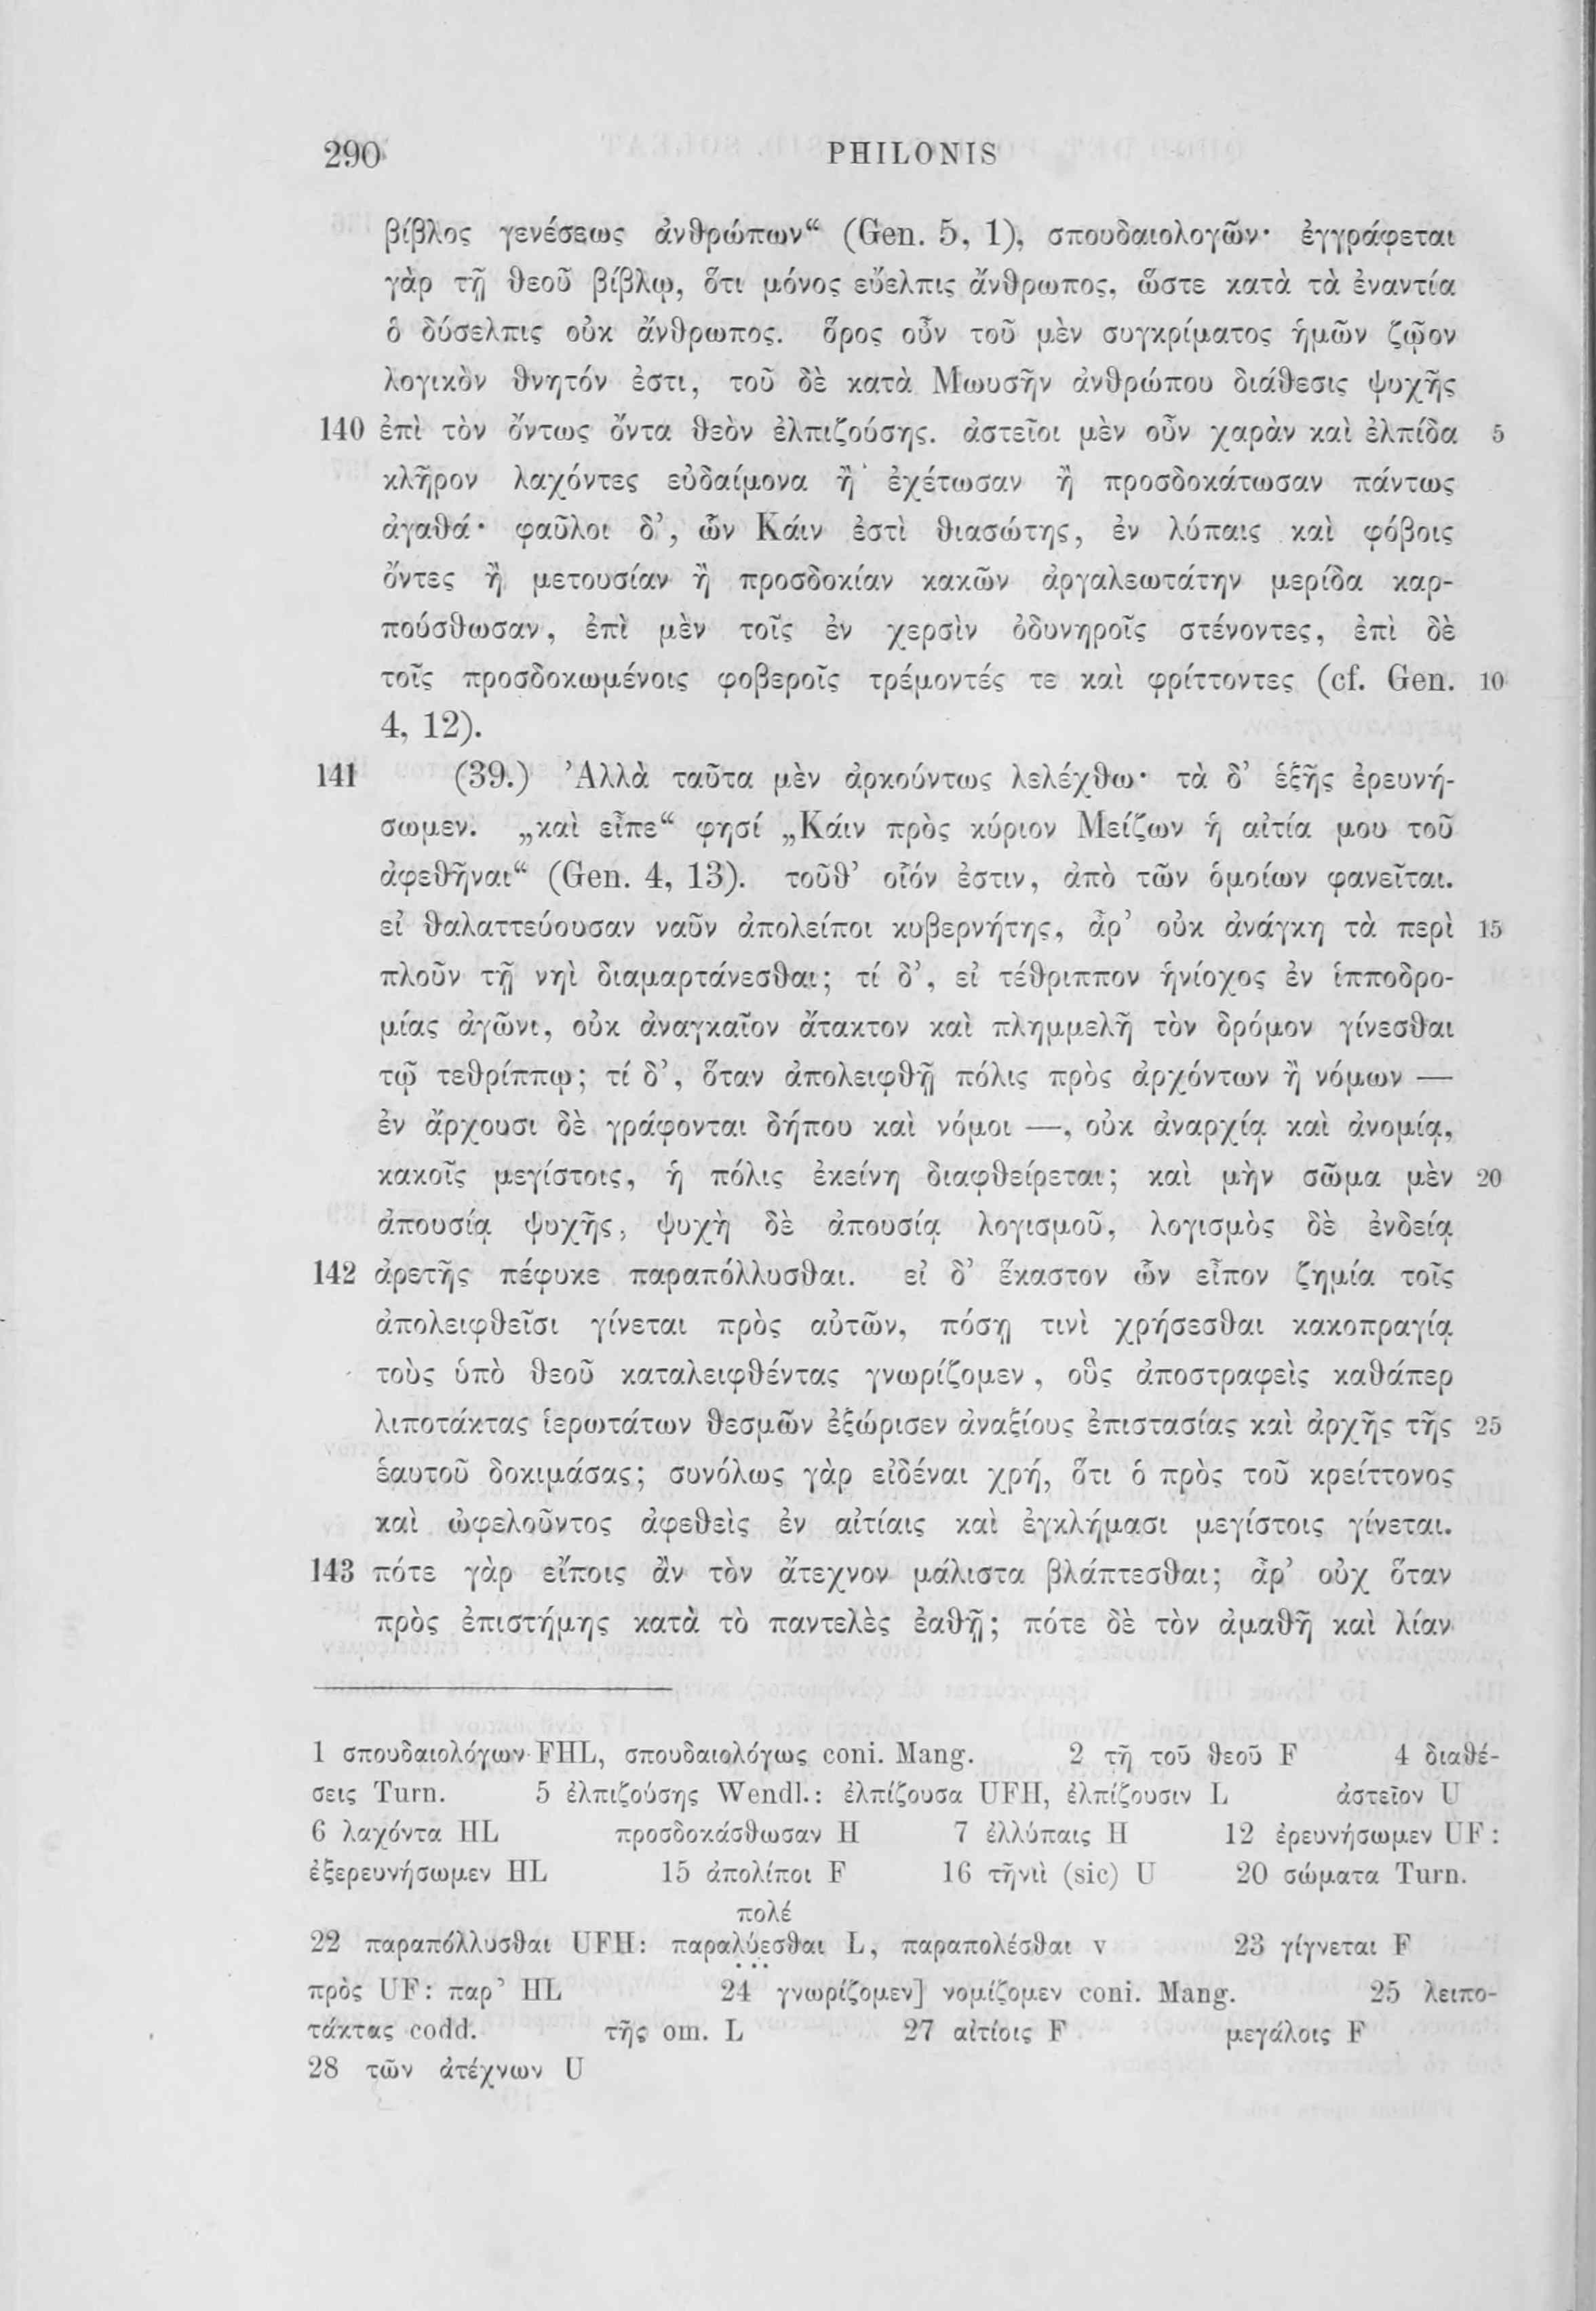 290 PHILONIS
βίβλος γενέσεως ἀνθρώπων“ (Gen. 5, 1), σπουδαιολογῶν· ἐγγράφεται
γὰρ τῇ θεοῦ βίβλῳ, ὅτι μόνος εὔελπις ἄνθρωπος, ὥστε κατὰ τὰ ἐναντία
ὁ δύσελπις οὐκ ἄνθρωπος. ὅρος οὖν τοῦ μὲν συγκρίματος ἡμῶν ζῷον
λογικὸν θνητόν ἐστι, τοῦ δὲ κατὰ Μωυσῆν ἀνθρώπου διάθεσις ψυχῆς
140 ἐπὶ τὸν ὄντως ὄντα θεὸν ἐλπιζούσης. ἀστεῖοι μὲν οὖν χαρὰν καὶ ἐλπίδα 5
κλῆρον λαχόντες εὐδαίμονα ἢ ἐχέτωσαν ἢ προσδοκάτωσαν πάντως
ἀγαθά· φαῦλοι δ’, ὧν Κάιν ἐστὶ θιασώτης, ἐν λύπαις καὶ φόβοις
ὄντες ἢ μετουσίαν ἢ προσδοκίαν κακῶν ἀργαλεωτάτην μερίδα καρ-
πούσθωσαν, ἐπὶ μὲν τοῖς ἐν χερσὶν ὀδυνηροῖς στένοντες, ἐπὶ δὲ
τοῖς προσδοκωμένοις φοβεροῖς τρέμοντές τε καὶ φρίττοντες (cf. Gen. 10
4, 12).
141 (39.) Ἀλλὰ ταῦτα μὲν ἀρκούντως λελέχθω· τὰ δ’ ἑξῆς ἐρευνή-
σωμεν. „καὶ εἶπε“ φησί „Κάιν πρὸς κύριον Μείζων ἡ αἰτία μου τοῦ
ἀφεθῆναι“ (Gen. 4, 13). τοῦθ’ οἷόν ἐστιν, ἀπὸ τῶν ὁμοίων φανεῖται.
εἰ θαλαττεύουσαν ναῦν ἀπολείποι κυβερνήτης, ἆρ’ οὐκ ἀνάγκη τὰ περὶ 15
πλοῦν τῇ νηὶ διαμαρτάνεσθαι; τί δ’, εἰ τέθριππον ἡνίοχος ἐν ἱπποδρο-
μίας ἀγῶνι, οὐκ ἀναγκαῖον ἄτακτον καὶ πλημμελῆ τὸν δρόμον γίνεσθαι
τῷ τεθρίππῳ; τί δ’, ὅταν ἀπολειφθῇ πόλις πρὸς ἀρχόντων ἢ νόμων —
ἐν ἄρχουσι δὲ γράφονται δήπου καὶ νόμοι —, οὐκ ἀναρχίᾳ καὶ ἀνομίᾳ,
κακοῖς μεγίστοις, ἡ πόλις ἐκείνη διαφθείρεται; καὶ μὴν σῶμα μὲν 20
ἀπουσίᾳ ψυχῆς, ψυχὴ δὲ ἀπουσίᾳ λογισμοῦ, λογισμὸς δὲ ἐνδείᾳ
142 ἀρετῆς πέφυκε παραπόλλυσθαι. εἰ δ’ ἕκαστον ὧν εἶπον ζημία τοῖς
ἀπολειφθεῖσι γίνεται πρὸς αὐτῶν, πόσῃ τινὶ χρήσεσθαι κακοπραγίᾳ
τοὺς ὑπὸ θεοῦ καταλειφθέντας γνωρίζομεν, οὓς ἀποστραφεὶς καθάπερ
λιποτάκτας ἱερωτάτων θεσμῶν ἐξώρισεν ἀναξίους ἐπιστασίας καὶ ἀρχῆς τῆς 25
ἑαυτοῦ δοκιμάσας; συνόλως γὰρ εἰδέναι χρή, ὅτι ὁ πρὸς τοῦ κρείττονος
καὶ ὠφελοῦντος ἀφεθεὶς ἐν αἰτίαις καὶ ἐγκλήμασι μεγίστοις γίνεται.
143 πότε γὰρ εἴποις ἂν τὸν ἄτεχνον μάλιστα βλάπτεσθαι; ἆρ’ οὐχ ὅταν
πρὸς ἐπιστήμης κατὰ τὸ παντελὲς ἐαθῇ; πότε δὲ τὸν ἀμαθῆ καὶ λίαν
1 σπουδαιολόγων FHL, σπουδαιολόγως coni. Mang. 2 τῇ τοῦ θεοῦ F 4 διαθέ-
σεις Turn. 5 ἐλπιζούσης Wendl.: ἐλπίζουσα UFH, ἐλπίζουσιν L ἀστεῖον U
6 λαχόντα HL προσδοκάσθωσαν H 7 ἐλλύπαις H 12 ἐρευνήσωμεν UF:
ἐξερευνήσωμεν HL 15 ἀπολίποι F 16 τῆνιὶ (sic) U 20 σώματα Turn.
πολέ
22 παραπόλλυσθαι UFH: παραλύεσθαι L, παραπολέσθαι v 23 γίγνεται F
πρὸς UF: παρ’ HL 24 γνωρίζομεν] νομίζομεν coni. Mang. 25 λειπο-
τάκτας codd. τῆς om. L 27 αἰτίοις F μεγάλοις F
28 τῶν ἀτέχνων U